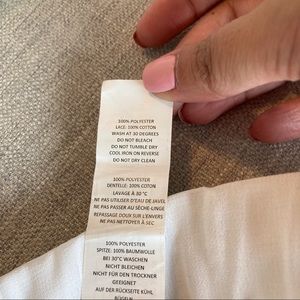 100% POLYESTER
LACE: 100% COTTON
WASH AT 30 DEGREES
DO NOT BLEACH
DO NOT TUMBLE DRY
COOL IRON ON REVERSE
DO NOT DRY CLEAN
100% POLYESTER
DENTELLE: 100% COTON
LAVAGE À 30 °C
NE PAS UTILISER D'EAU DE JAVEL
NE PAS PASSER AU SÈCHE-LINGE
REPASSAGE DOUX SUR L'ENVERS
NE PAS NETTOYER À SEC
100% POLYESTER
SPITZE: 100% BAUMWOLLE
BEI 30°C WASCHEN
NICHT BLEICHEN
NICHT FÜR DEN TROCKNER
GEEIGNET
AUF DER RÜCKSEITE KÜHL
BÜGELN